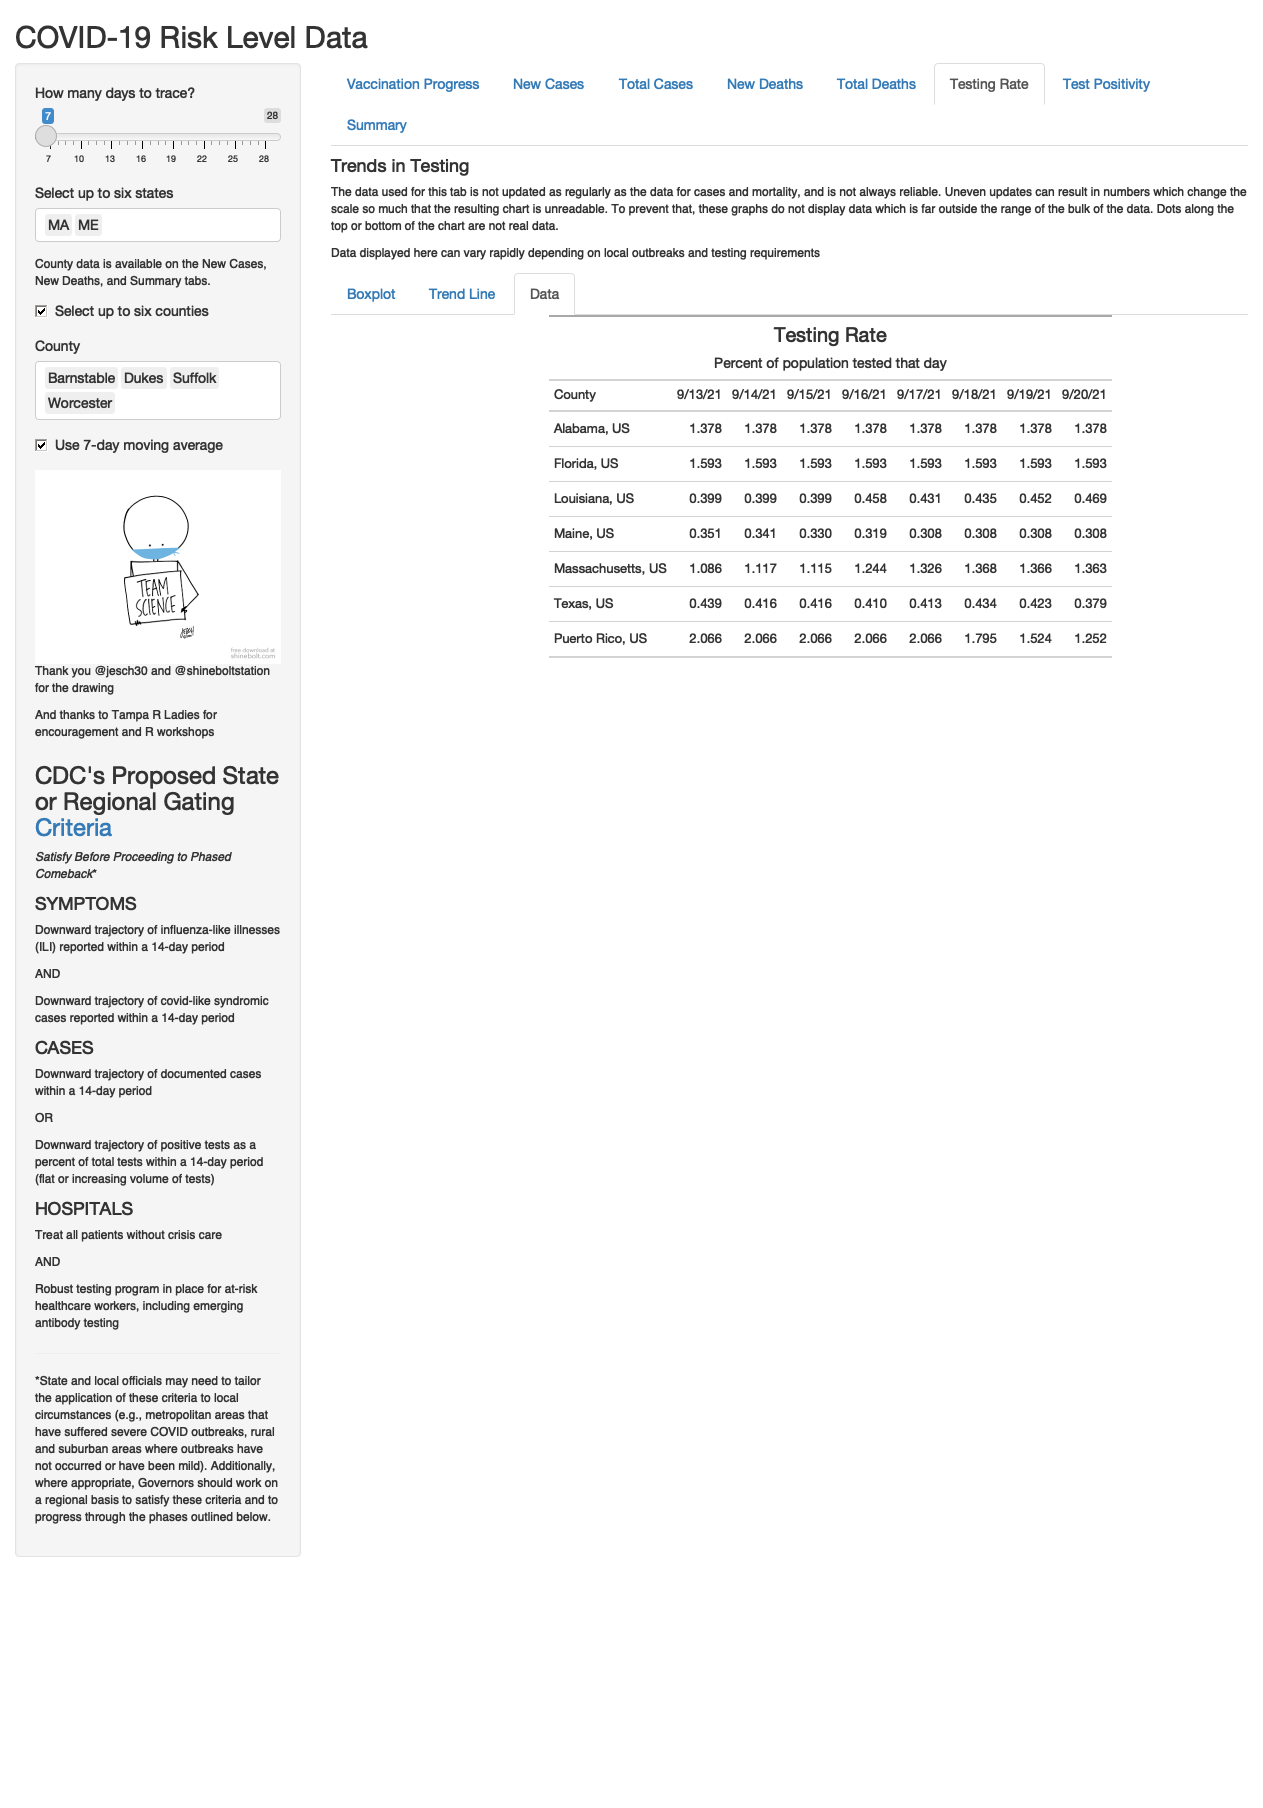 COVID-19 Risk Level Data
How many days to trace?
7 28
7 10 13 16 19 22 25 28
Select up to six states
MA ME
County data is available on the New Cases,
New Deaths, and Summary tabs.
Select up to six counties
County
Barnstable Dukes Suffolk
Worcester
Use 7-day moving average
TEAM
SCIENCE
free download at
shinebolt.com
Thank you @jesch30 and @shineboltstation
for the drawing
And thanks to Tampa R Ladies for
encouragement and R workshops
CDC's Proposed State
or Regional Gating
Criteria
Satisfy Before Proceeding to Phased
Comeback*
SYMPTOMS
Downward trajectory of influenza-like illnesses
(ILI) reported within a 14-day period
AND
Downward trajectory of covid-like syndromic
cases reported within a 14-day period
CASES
Downward trajectory of documented cases
within a 14-day period
OR
Downward trajectory of positive tests as a
percent of total tests within a 14-day period
(flat or increasing volume of tests)
HOSPITALS
Treat all patients without crisis care
AND
Robust testing program in place for at-risk
healthcare workers, including emerging
antibody testing
*State and local officials may need to tailor
the application of these criteria to local
circumstances (e.g., metropolitan areas that
have suffered severe COVID outbreaks, rural
and suburban areas where outbreaks have
not occurred or have been mild). Additionally,
where appropriate, Governors should work on
a regional basis to satisfy these criteria and to
progress through the phases outlined below.
Vaccination Progress New Cases Total Cases New Deaths Total Deaths Testing Rate Test Positivity
Summary
Trends in Testing
The data used for this tab is not updated as regularly as the data for cases and mortality, and is not always reliable. Uneven updates can result in numbers which change the
scale so much that the resulting chart is unreadable. To prevent that, these graphs do not display data which is far outside the range of the bulk of the data. Dots along the
top or bottom of the chart are not real data.
Data displayed here can vary rapidly depending on local outbreaks and testing requirements
Boxplot Trend Line Data
Testing Rate
Percent of population tested that day
County 9/13/21 9/14/21 9/15/21 9/16/21 9/17/21 9/18/21 9/19/21 9/20/21
Alabama, US 1.378 1.378 1.378 1.378 1.378 1.378 1.378 1.378
Florida, US 1.593 1.593 1.593 1.593 1.593 1.593 1.593 1.593
Louisiana, US 0.399 0.399 0.399 0.458 0.431 0.435 0.452 0.469
Maine, US 0.351 0.341 0.330 0.319 0.308 0.308 0.308 0.308
Massachusetts, US 1.086 1.117 1.115 1.244 1.326 1.368 1.366 1.363
Texas, US 0.439 0.416 0.416 0.410 0.413 0.434 0.423 0.379
Puerto Rico, US 2.066 2.066 2.066 2.066 2.066 1.795 1.524 1.252